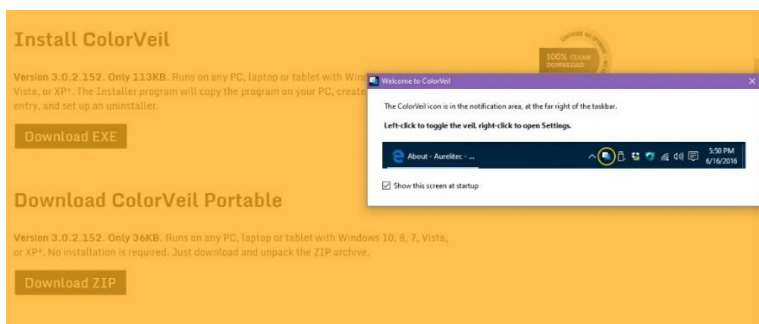 Install ColorVeil
CERTIFIED
100% CLEAN
DOWNLOAD
Version 3.0.2.152. Only 113KB. Runs on any PC, laptop or tablet with Wind
Vista, or XP*. The Installer program will copy the program on your PC, create
entry, and set up an uninstaller.
Download EXE
Welcome to ColorVeil
The ColorVeil icon is in the notification area, at the far right of the taskbar.
Left-click to toggle the veil, right-click to open Settings.
About - Aurelitec - ...
5:50 PM
6/16/2016
Show this screen at startup
Download ColorVeil Portable
Version 3.0.2.152. Only 36KB. Runs on any PC, laptop or tablet with Windows 10, 8, 7, Vista,
or XP*. No installation is required. Just download and unpack the ZIP archive.
Download ZIP